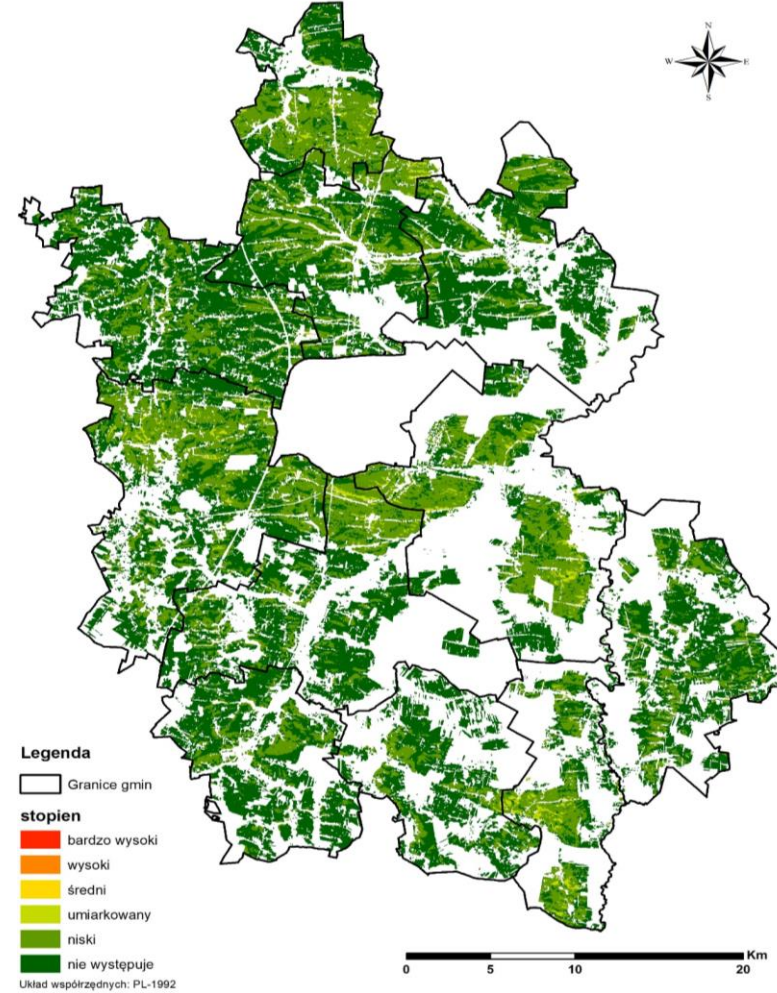 N
W E
S
Legenda
Granice gmin
stopien
bardzo wysoki
wysoki
średni
umiarkowany
niski
nie występuje
Układ współrzędnych: PL-1992
Km
0 5 10 20